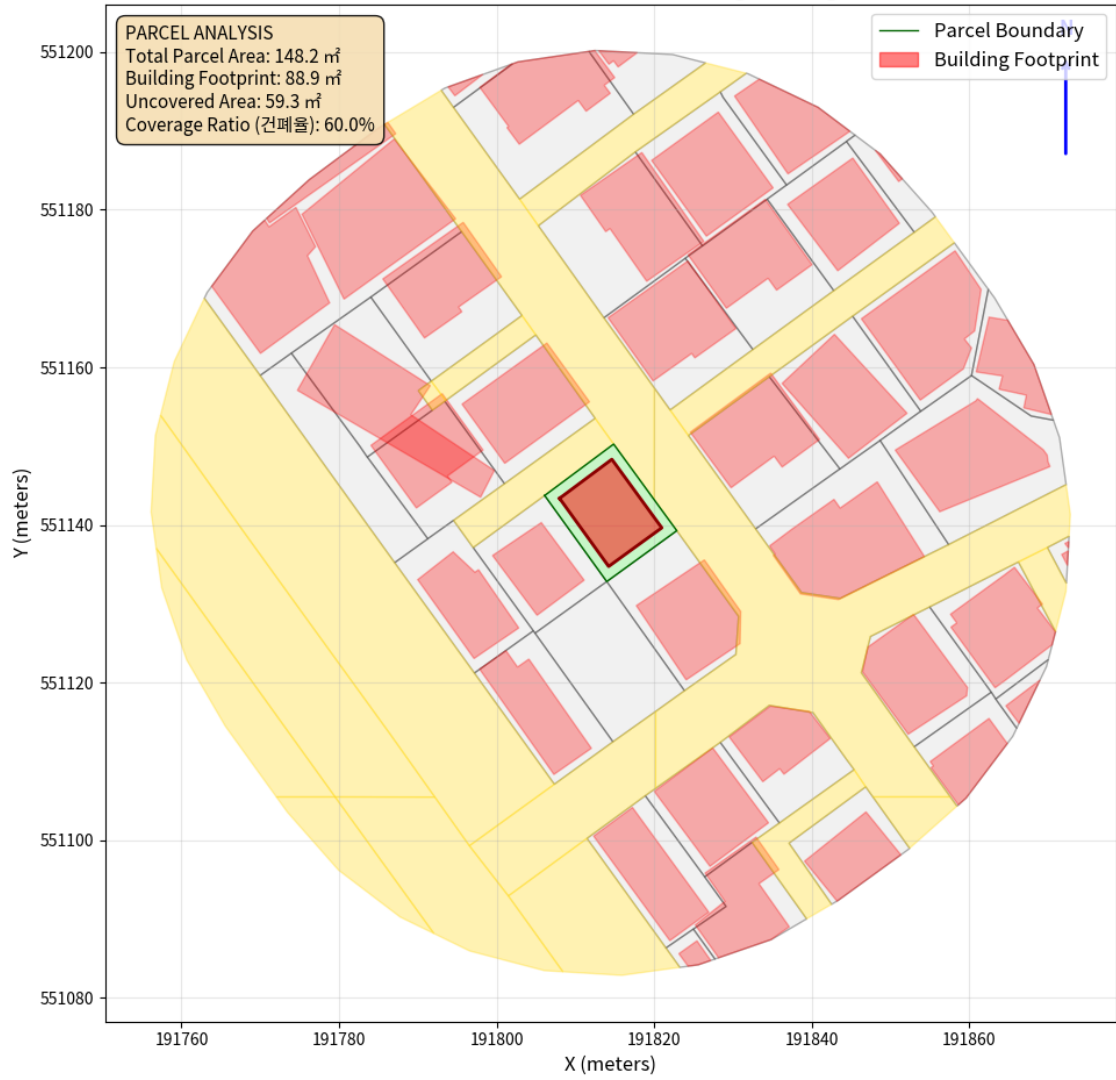 PARCEL ANALYSIS
Total Parcel Area: 148.2 ㎡
Building Footprint: 88.9 ㎡
Uncovered Area: 59.3 ㎡
Coverage Ratio (건폐율): 60.0%
Parcel Boundary
Building Footprint
N
551200
551180
551160
551140
551120
551100
551080
Y (meters)
191760
191780
191800
191820
191840
191860
X (meters)